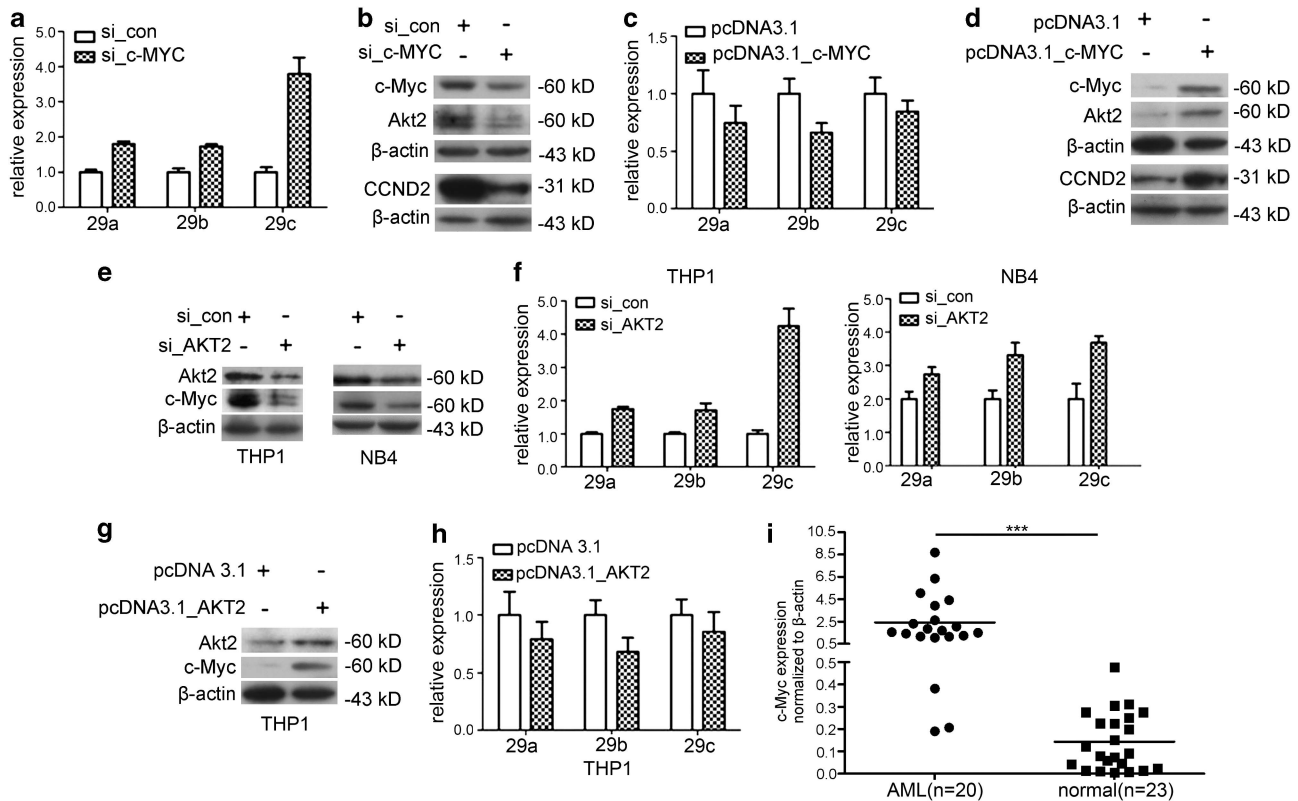 a
relative expression
5.0
4.0
3.0
2.0
1.0
0.0
si_con
si_c-MYC
29a 29b 29c
b
si_con + -
si_c-MYC - +
c-Myc -60 kD
Akt2 -60 kD
β-actin -43 kD
CCND2 -31 kD
β-actin -43 kD
c
relative expression
1.5
1.0
0.5
0.0
pcDNA3.1
pcDNA3.1_c-MYC
29a 29b 29c
d
pcDNA3.1 + -
pcDNA3.1_c-MYC - +
c-Myc -60 kD
Akt2 -60 kD
β-actin -43 kD
CCND2 -31 kD
β-actin -43 kD
e
si_con + - + -
si_AKT2 - + - +
Akt2 -60 kD
c-Myc -60 kD
β-actin -43 kD
THP1 NB4
f
THP1
relative expression
5.0
4.0
3.0
2.0
1.0
0.0
si_con
si_AKT2
29a 29b 29c
NB4
relative expression
5.0
4.0
3.0
2.0
1.0
0.0
si_con
si_AKT2
29a 29b 29c
g
pcDNA 3.1 + -
pcDNA3.1_AKT2 - +
Akt2 -60 kD
c-Myc -60 kD
β-actin -43 kD
THP1
h
relative expression
1.5
1.0
0.5
0.0
pcDNA 3.1
pcDNA3.1_AKT2
29a 29b 29c
THP1
i
c-Myc expression
normalized to β-actin
10.5
8.5
6.5
4.5
2.5
0.5
0.5
0.4
0.3
0.2
0.1
0.0
***
AML(n=20) normal(n=23)